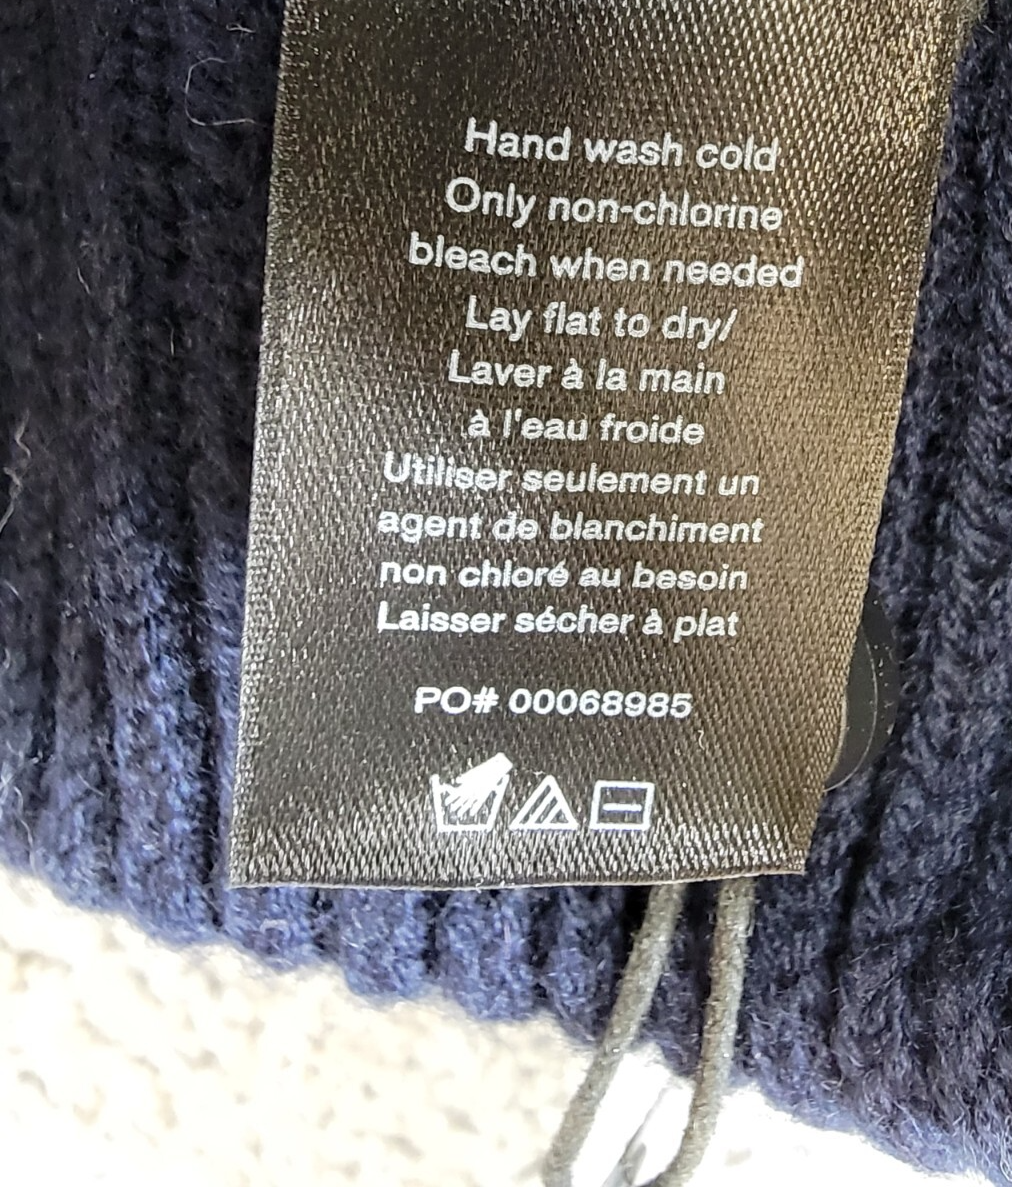 Hand wash cold
Only non-chlorine
bleach when needed
Lay flat to dry/
Laver à la main
à l'eau froide
Utiliser seulement un
agent de blanchiment
non chloré au besoin
Laisser sécher à plat
PO# 00068985